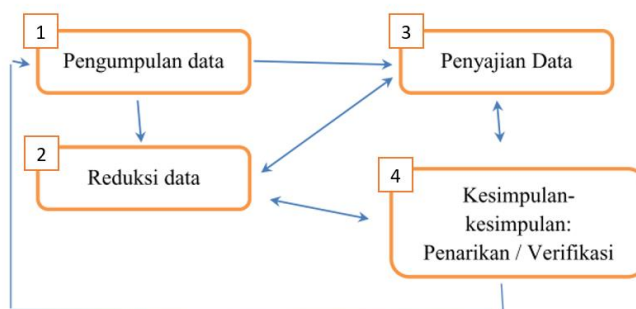 1
Pengumpulan data
3
Penyajian Data
2
Reduksi data
4
Kesimpulan-
kesimpulan:
Penarikan / Verifikasi